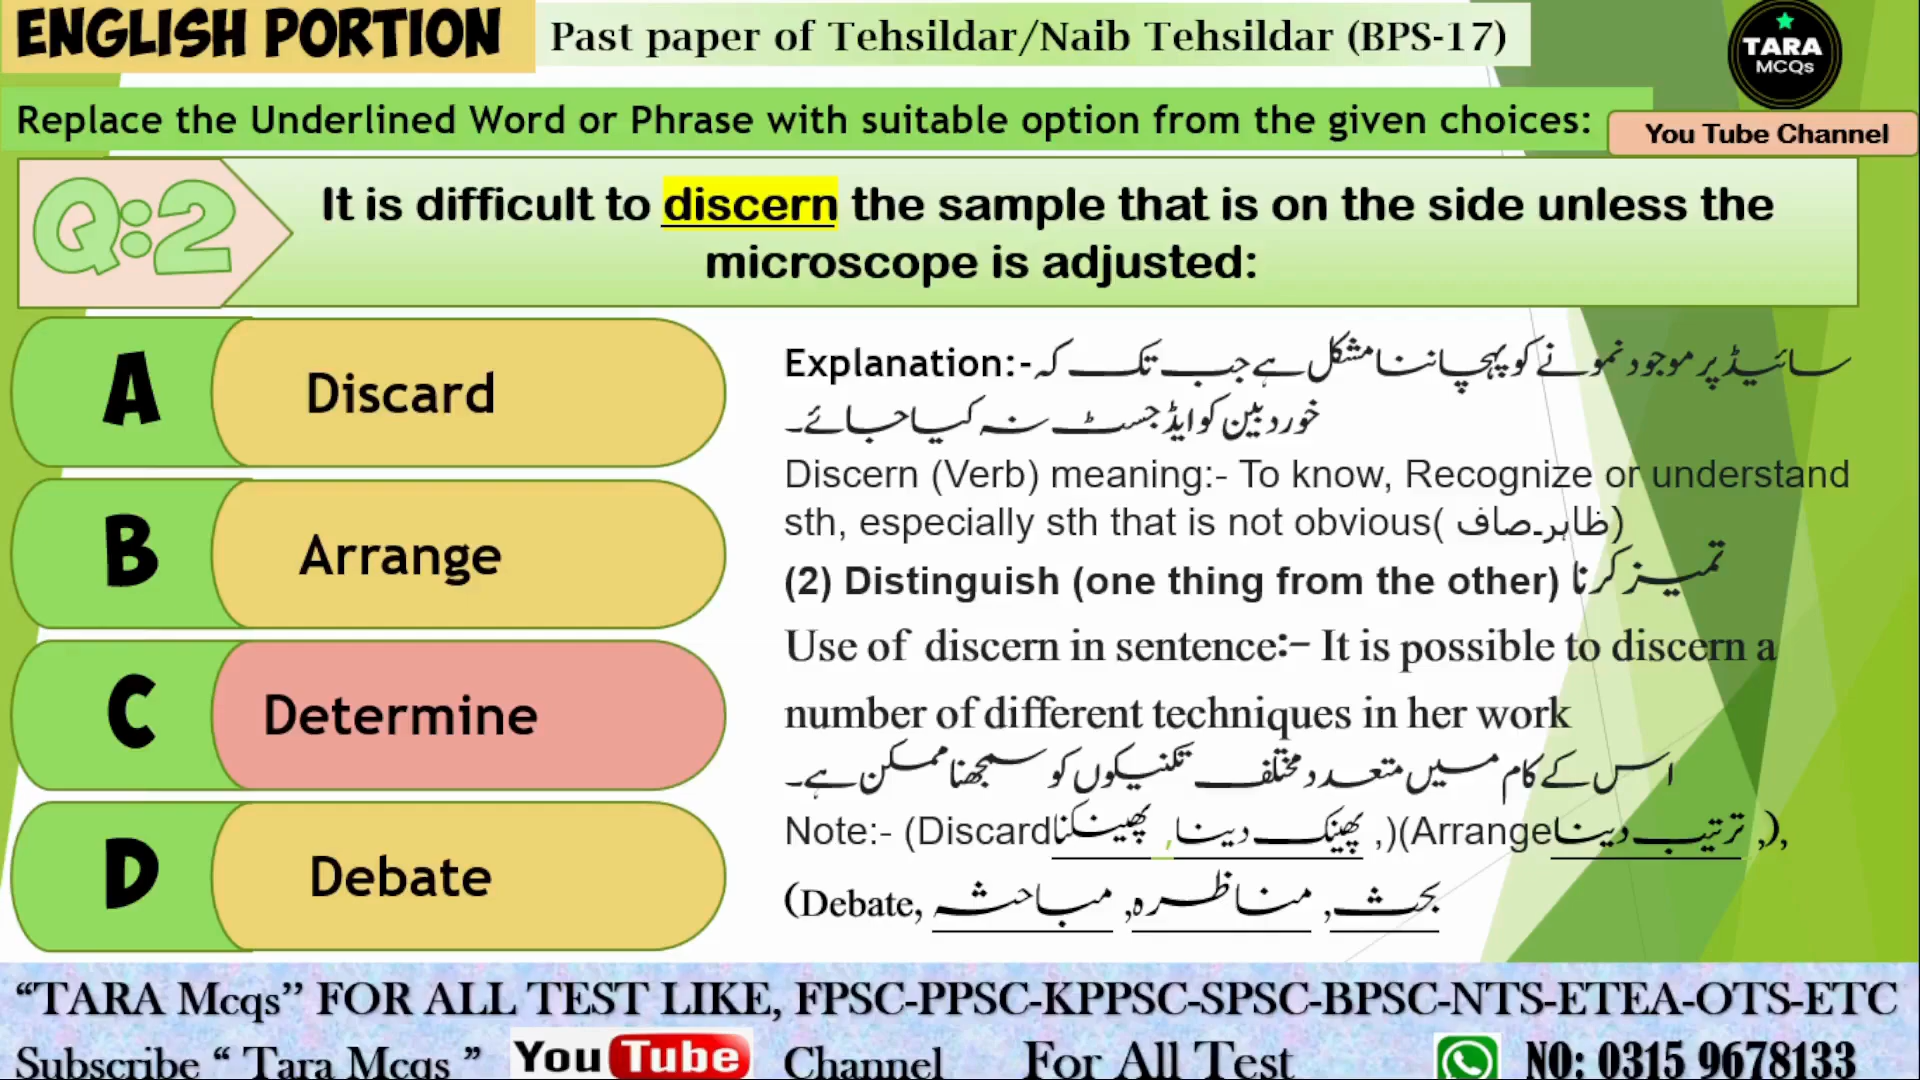 ENGLISH PORTION
Past paper of Tehsildar/Naib Tehsildar (BPS-17)
TARA
MCQs
Replace the Underlined Word or Phrase with suitable option from the given choices:
You Tube Channel
Q:2
It is difficult to discern the sample that is on the side unless the
microscope is adjusted:
A
Discard
B
Arrange
C
Determine
D
Debate
Explanation:- سائیڈ پر موجود نمونے کو پہچاننا مشکل ہے جب تک کہ
خوردبین کو ایڈجسٹ نہ کیا جائے۔
Discern (Verb) meaning:- To know, Recognize or understand
sth, especially sth that is not obvious( ظاہر۔صاف)
(2) Distinguish (one thing from the other) تمیز کرنا
Use of discern in sentence:– It is possible to discern a
number of different techniques in her work
اس کے کام میں متعدد مختلف تکنیکوں کو سمجھنا ممکن ہے۔
Note:- (Discard پھینکنا, پھینک دینا ,)(Arrange ترتیب دینا ,),
(Debate, مباحثہ, مناظرہ, بحث
“TARA Mcqs” FOR ALL TEST LIKE, FPSC-PPSC-KPPSC-SPSC-BPSC-NTS-ETEA-OTS-ETC
Subscribe “ Tara Mcqs ” YouTube Channel For All Test NO: 0315 9678133